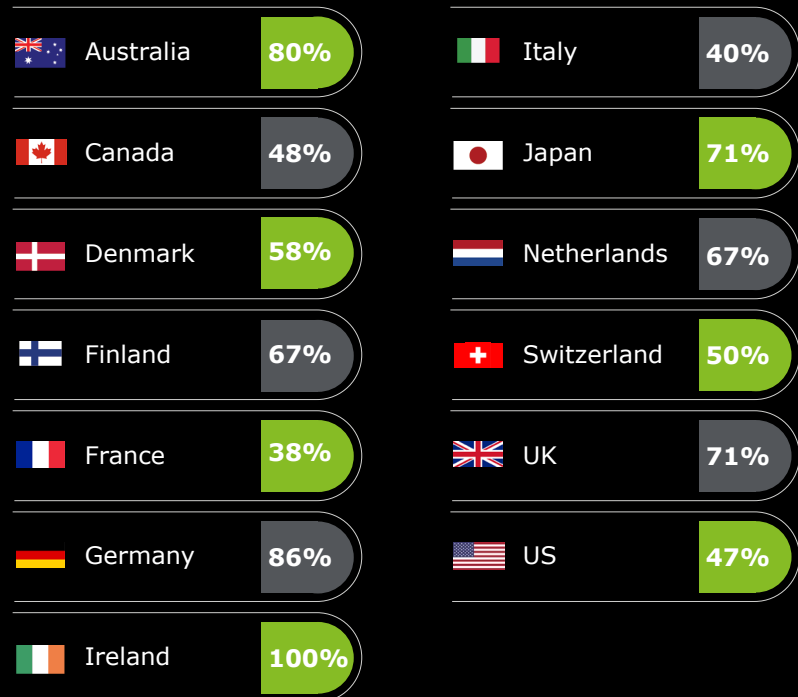 Australia 80%
Canada 48%
Denmark 58%
Finland 67%
France 38%
Germany 86%
Ireland 100%
Italy 40%
Japan 71%
Netherlands 67%
Switzerland 50%
UK 71%
US 47%